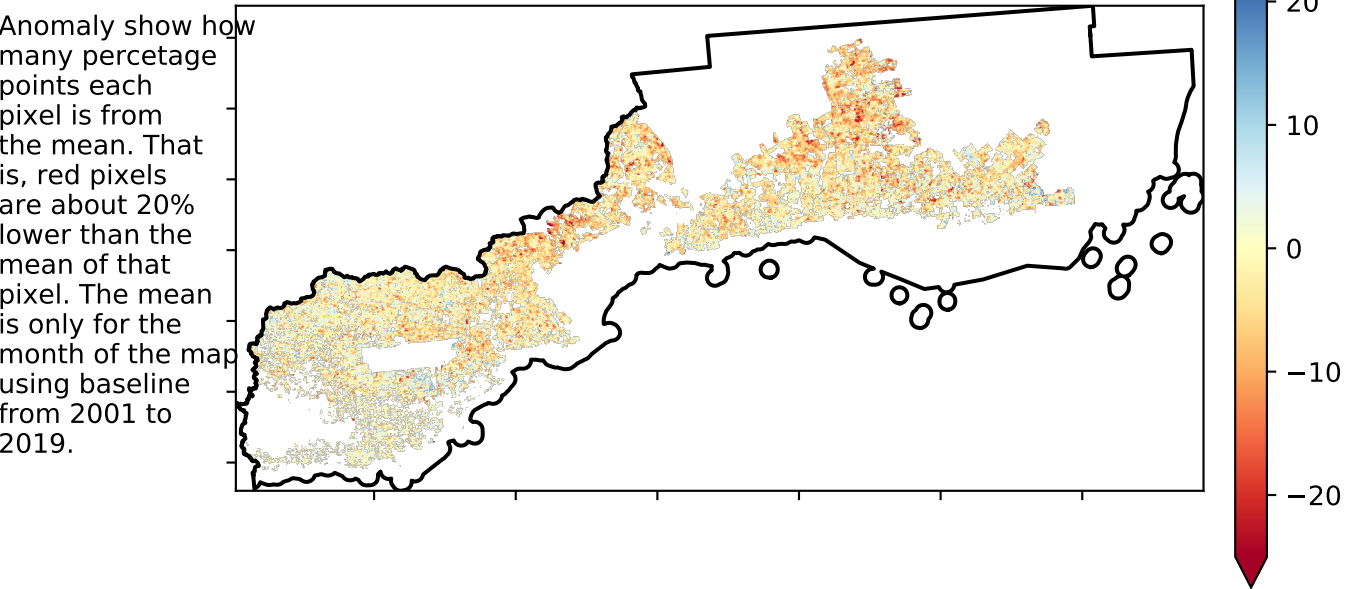 Anomaly show how
many percetage
points each
pixel is from
the mean. That
is, red pixels
are about 20%
lower than the
mean of that
pixel. The mean
is only for the
month of the map
using baseline
from 2001 to
2019.
20
10
0
−10
−20